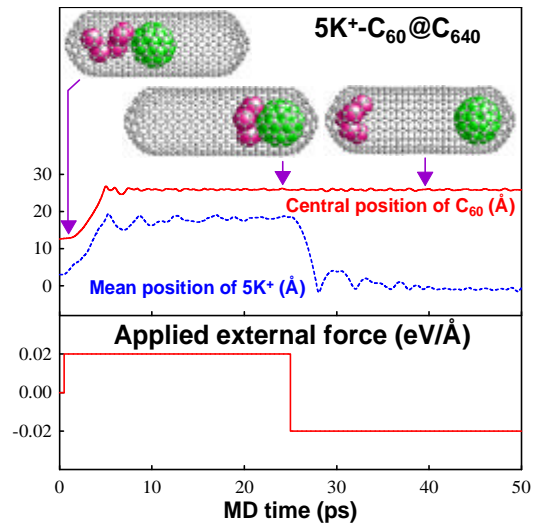 5K⁺-C₆₀@C₆₄₀
30
20
10
0
Central position of C₆₀ (Å)
Mean position of 5K⁺ (Å)
Applied external force (eV/Å)
0.02
0.00
-0.02
0 10 20 30 40 50
MD time (ps)